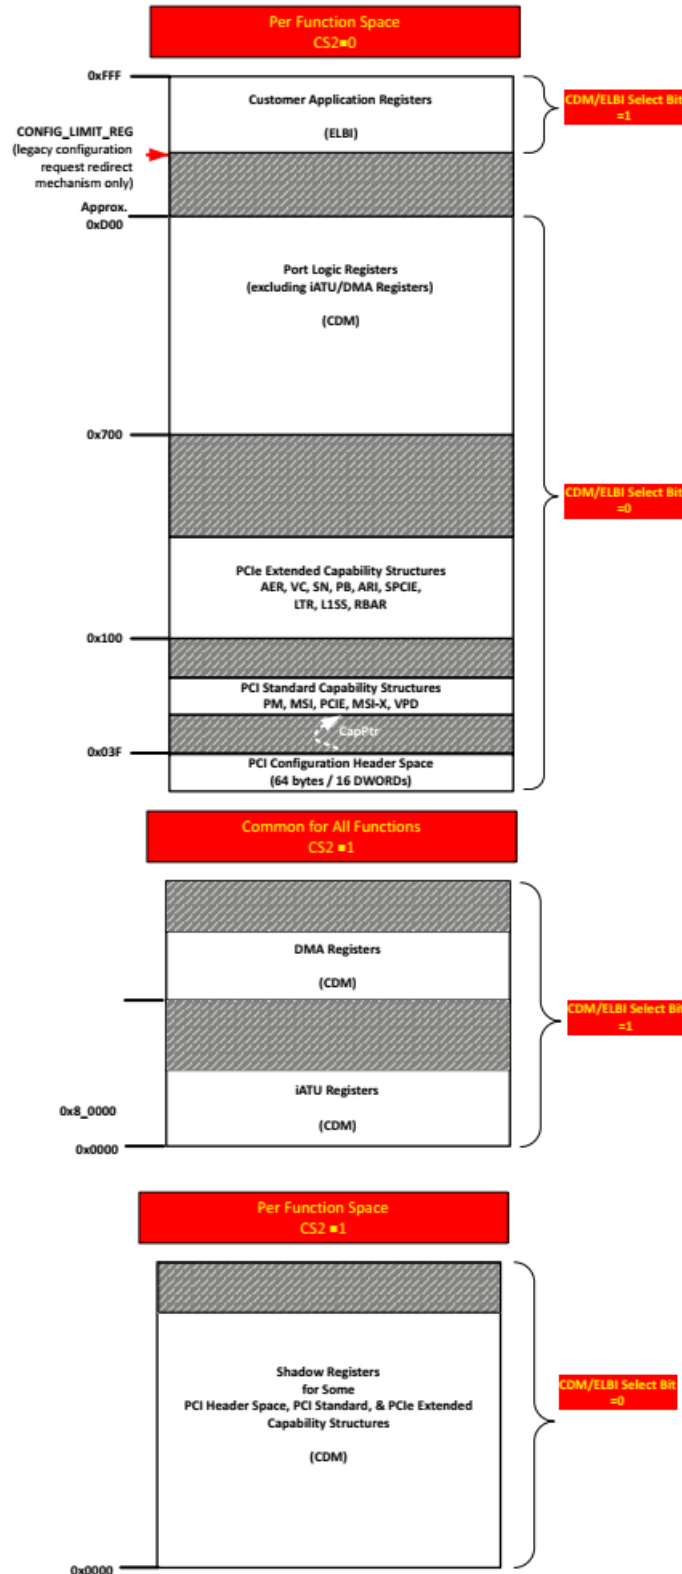 Per Function Space
CS2■0
0xFFF
Customer Application Registers
(ELBI)
CDM/ELBI Select Bit
=1
CONFIG_LIMIT_REG
(legacy configuration
request redirect
mechanism only)
Approx.
0xD00
Port Logic Registers
(excluding iATU/DMA Registers)
(CDM)
0x700
CDM/ELBI Select Bit
=0
PCIe Extended Capability Structures
AER, VC, SN, PB, ARI, SPCIE,
LTR, L1SS, RBAR
0x100
PCI Standard Capability Structures
PM, MSI, PCIE, MSI-X, VPD
CapPtr
0x03F
PCI Configuration Header Space
(64 bytes / 16 DWORDs)
Common for All Functions
CS2 ■1
DMA Registers
(CDM)
CDM/ELBI Select Bit
=1
iATU Registers
(CDM)
0x8_0000
0x0000
Per Function Space
CS2 ■1
Shadow Registers
for Some
PCI Header Space, PCI Standard, & PCIe Extended
Capability Structures
(CDM)
CDM/ELBI Select Bit
=0
0x0000